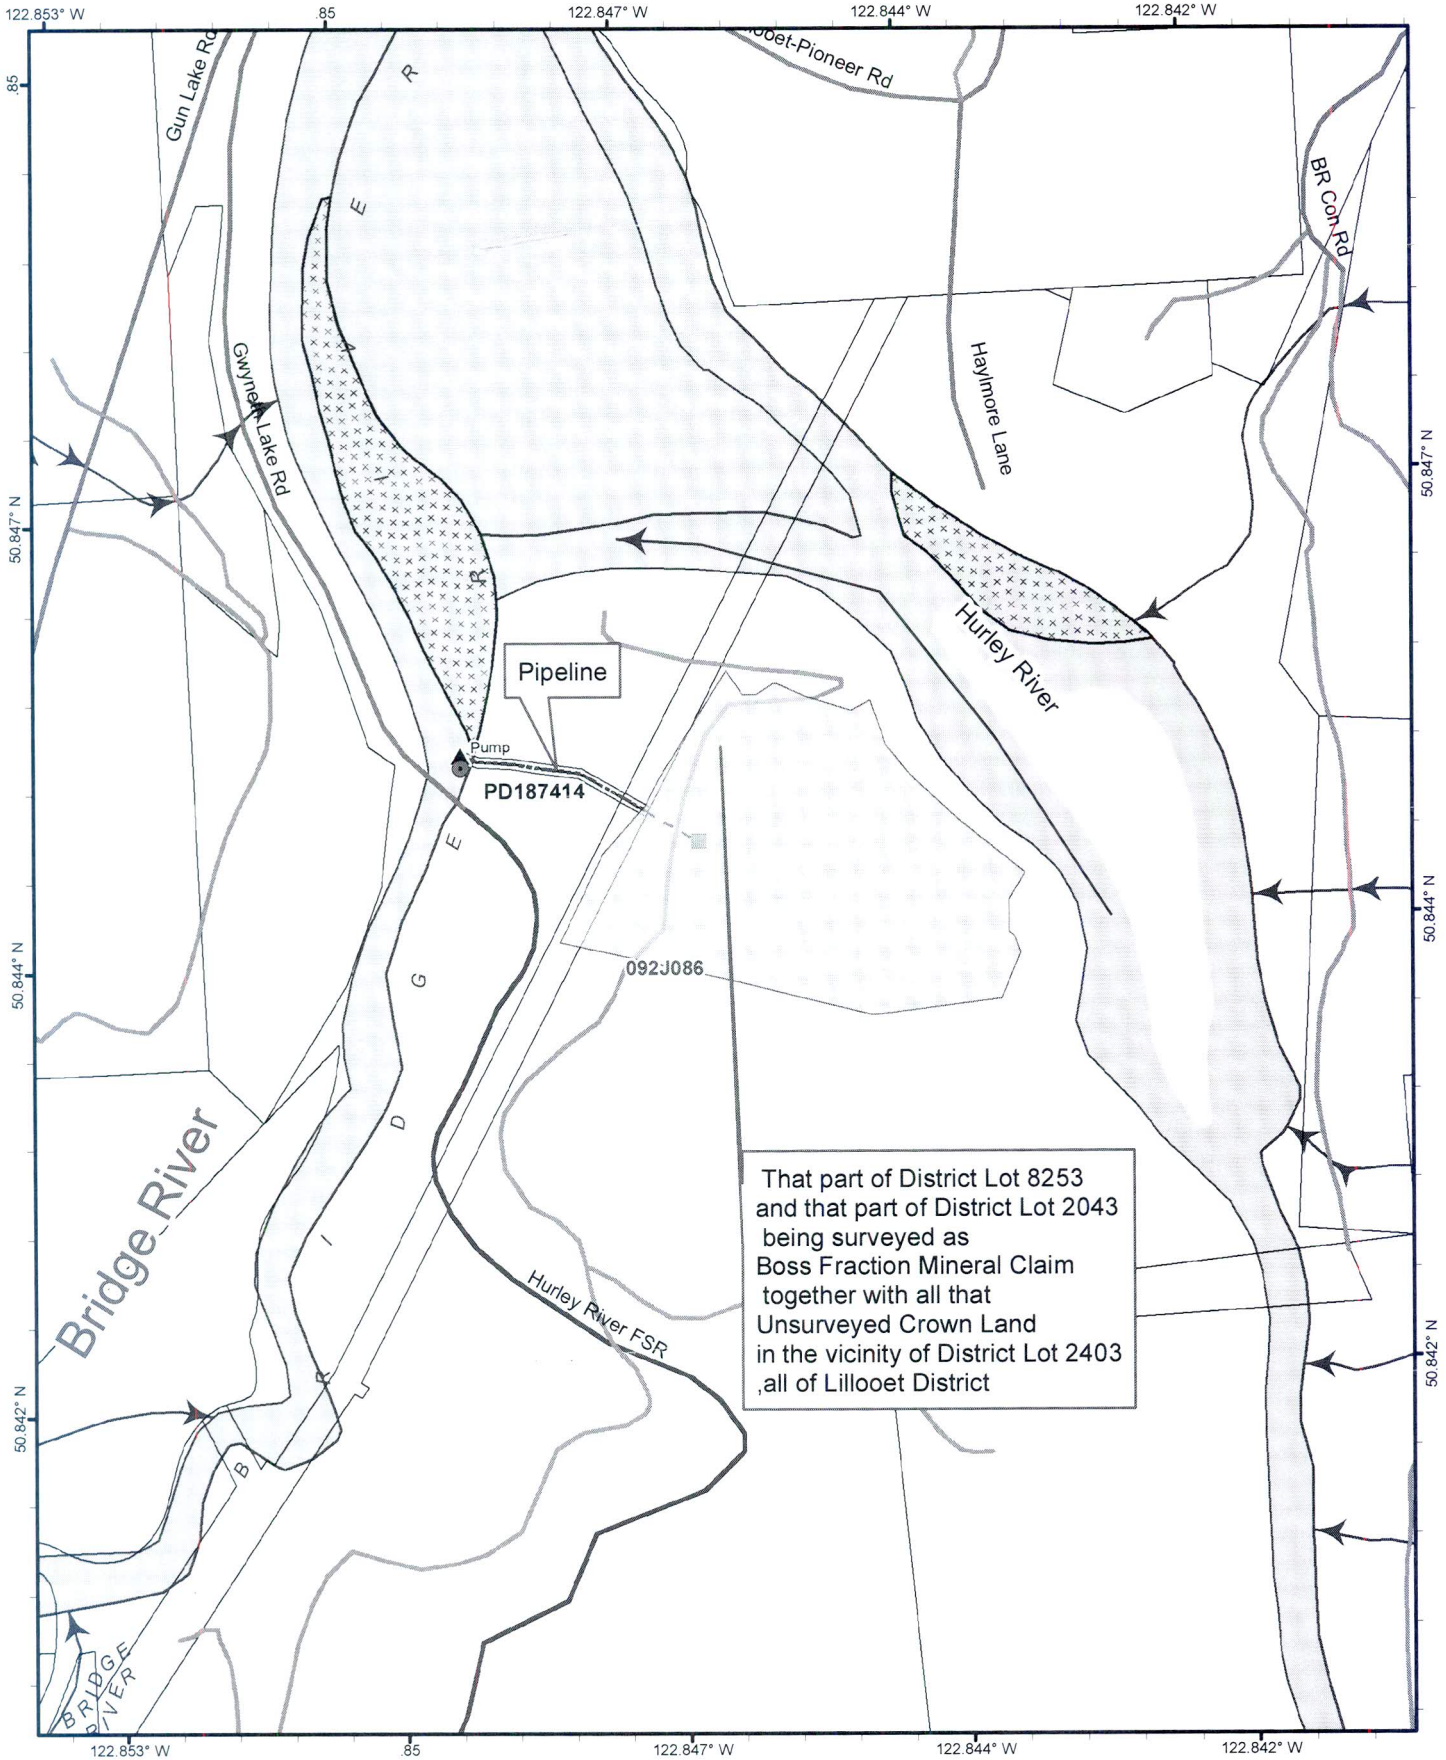 122.853° W
.85
122.847° W
122.844° W
122.842° W
.85
Gun Lake Rd
R
E
V
I
R
looet-Pioneer Rd
BR Con Rd
Haylmore Lane
Gwyneth Lake Rd
50.847° N
50.847° N
Hurley River
Pipeline
Pump
PD187414
E
G
D
I
R
B
50.844° N
50.844° N
092J086
Bridge River
That part of District Lot 8253
and that part of District Lot 2043
being surveyed as
Boss Fraction Mineral Claim
together with all that
Unsurveyed Crown Land
in the vicinity of District Lot 2403
,all of Lillooet District
Hurley River FSR
50.842° N
50.842° N
BRIDGE
RIVER
122.853° W
.85
122.847° W
122.844° W
122.842° W